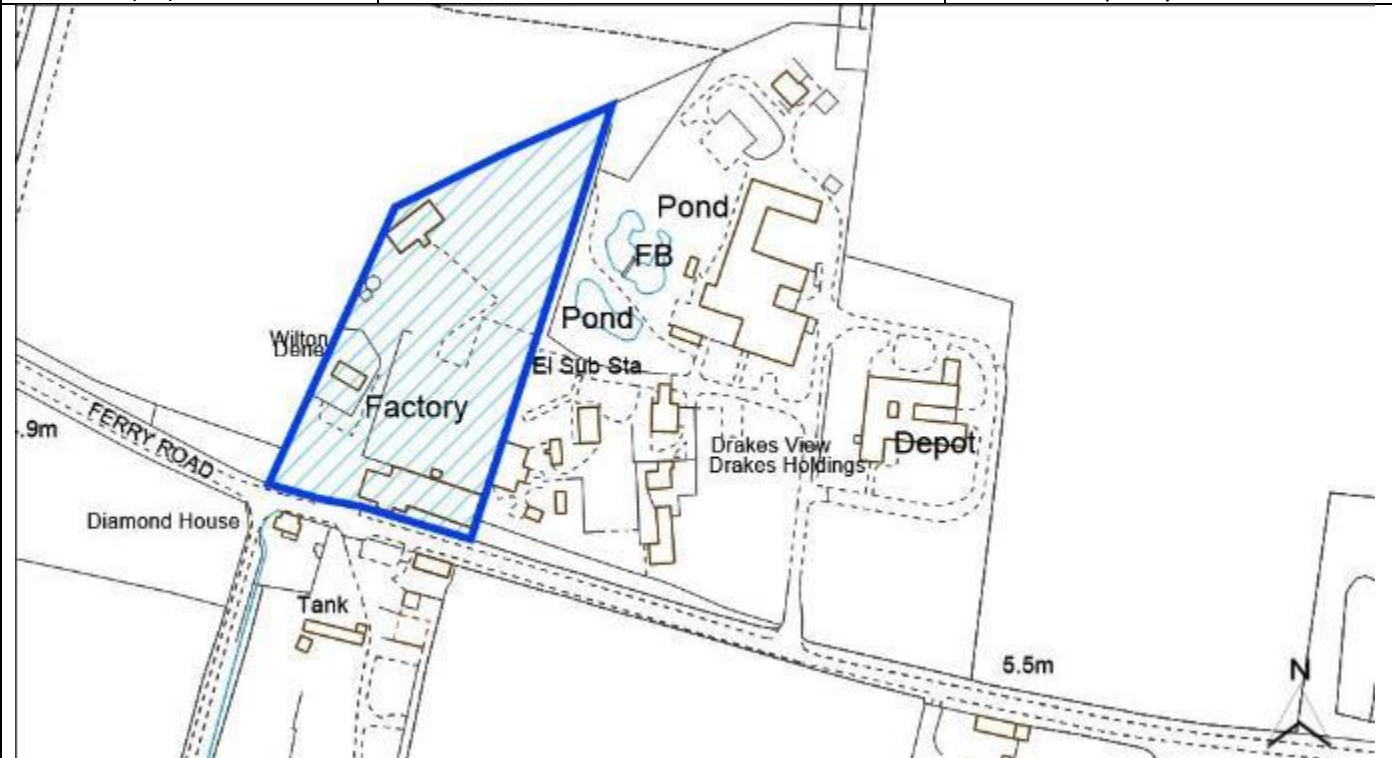 Pond
FB
Pond
Wilton
Dene
El Sub Sta
Factory
FERRY ROAD
.9m
Drakes View
Drakes Holdings
Depot
Diamond House
Tank
5.5m
N